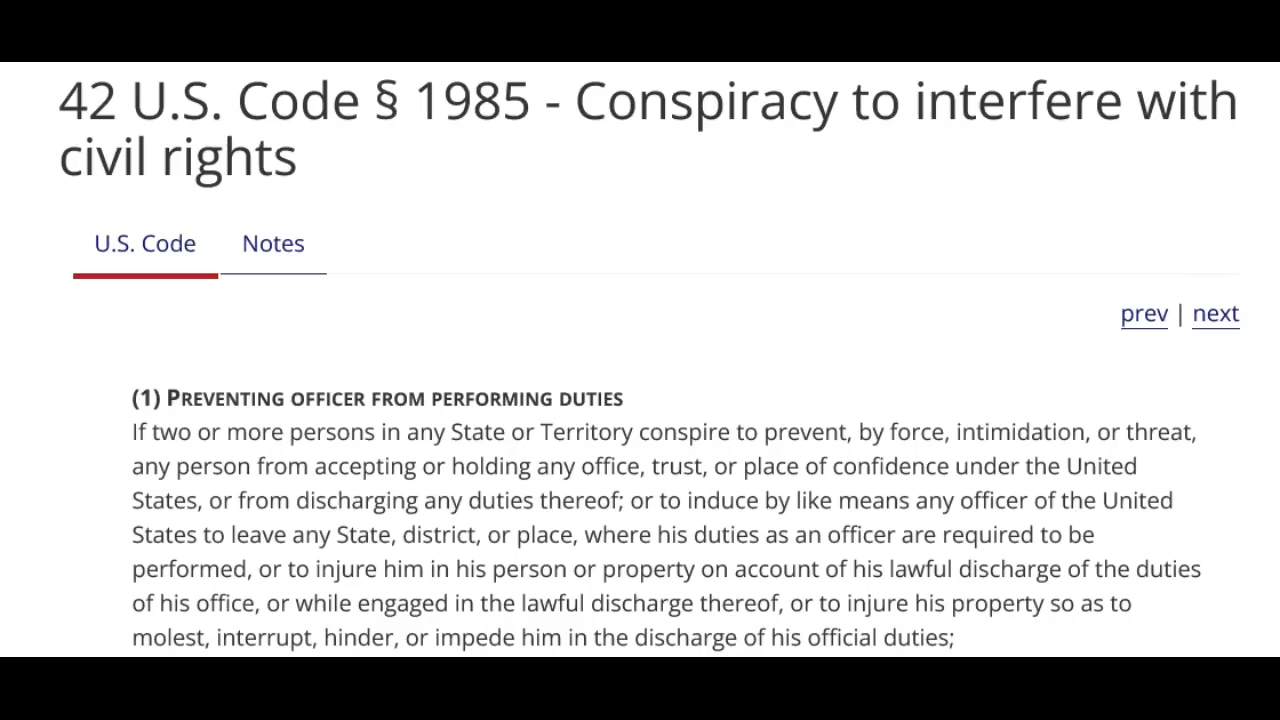 42 U.S. Code § 1985 - Conspiracy to interfere with
civil rights
U.S. Code Notes
prev | next
(1) PREVENTING OFFICER FROM PERFORMING DUTIES
If two or more persons in any State or Territory conspire to prevent, by force, intimidation, or threat,
any person from accepting or holding any office, trust, or place of confidence under the United
States, or from discharging any duties thereof; or to induce by like means any officer of the United
States to leave any State, district, or place, where his duties as an officer are required to be
performed, or to injure him in his person or property on account of his lawful discharge of the duties
of his office, or while engaged in the lawful discharge thereof, or to injure his property so as to
molest, interrupt, hinder, or impede him in the discharge of his official duties;